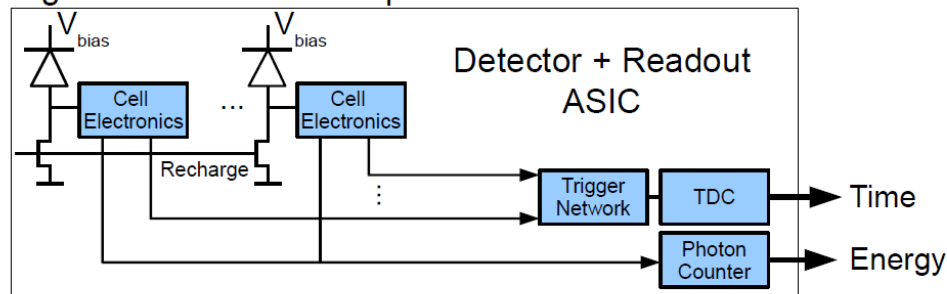 V bias
V bias
Detector + Readout
ASIC
Cell
Electronics
...
Cell
Electronics
Recharge
...
Trigger
Network
TDC
Time
Photon
Counter
Energy